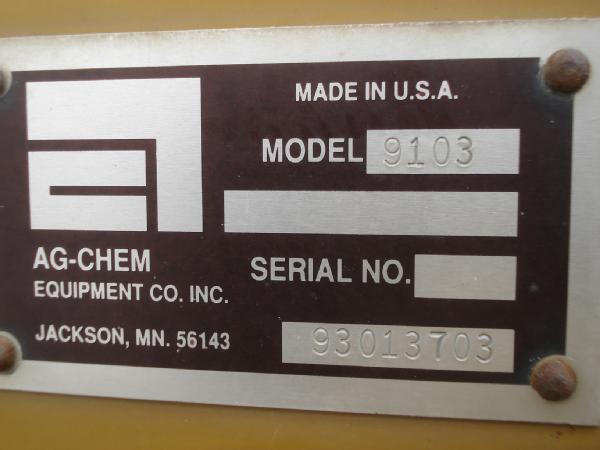 MADE IN U.S.A.
MODEL 9103
AG-CHEM
EQUIPMENT CO. INC.
JACKSON, MN. 56143
SERIAL NO.
93013703